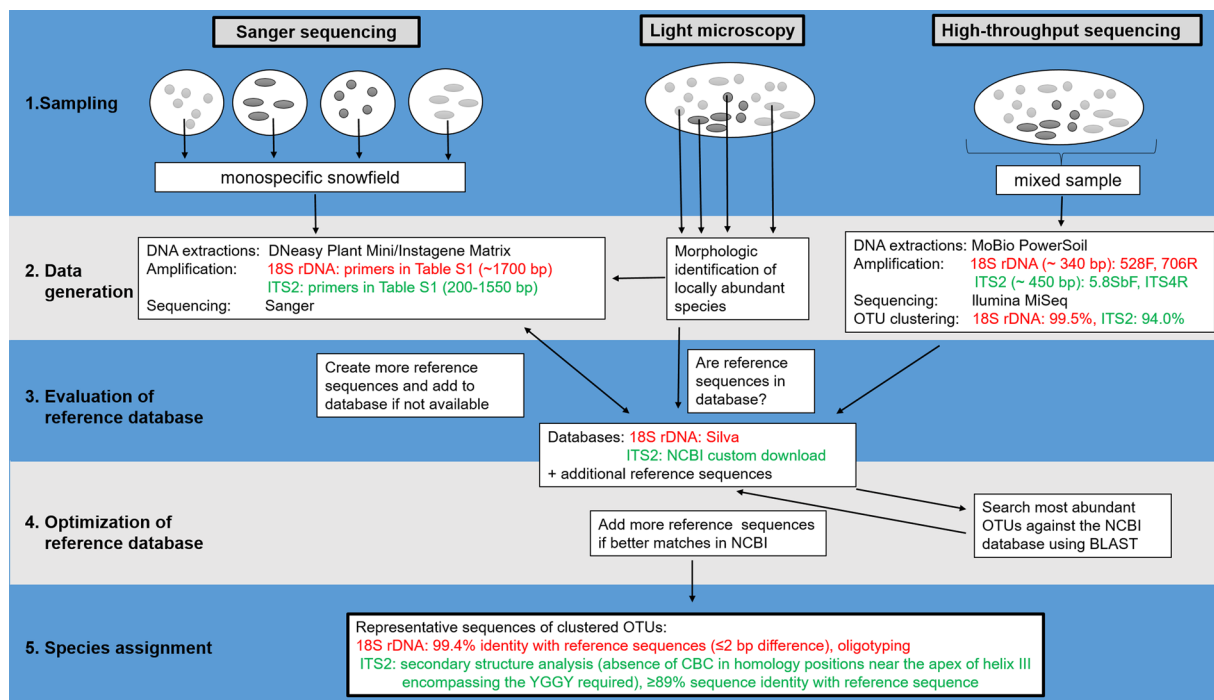 Sanger sequencing
Light microscopy
High-throughput sequencing
1.Sampling
monospecific snowfield
mixed sample
2. Data
generation
DNA extractions: DNeasy Plant Mini/Instagene Matrix
Amplification: 18S rDNA: primers in Table S1 (~1700 bp)
ITS2: primers in Table S1 (200-1550 bp)
Sequencing: Sanger
Morphologic
identification of
locally abundant
species
DNA extractions: MoBio PowerSoil
Amplification: 18S rDNA (~ 340 bp): 528F, 706R
ITS2 (~ 450 bp): 5.8SbF, ITS4R
Sequencing: Ilumina MiSeq
OTU clustering: 18S rDNA: 99.5%, ITS2: 94.0%
3. Evaluation of
reference database
Create more reference
sequences and add to
database if not available
Are reference
sequences in
database?
Databases: 18S rDNA: Silva
ITS2: NCBI custom download
+ additional reference sequences
4. Optimization of
reference database
Add more reference sequences
if better matches in NCBI
Search most abundant
OTUs against the NCBI
database using BLAST
5. Species assignment
Representative sequences of clustered OTUs:
18S rDNA: 99.4% identity with reference sequences (≤2 bp difference), oligotyping
ITS2: secondary structure analysis (absence of CBC in homology positions near the apex of helix III
encompassing the YGGY required), ≥89% sequence identity with reference sequence